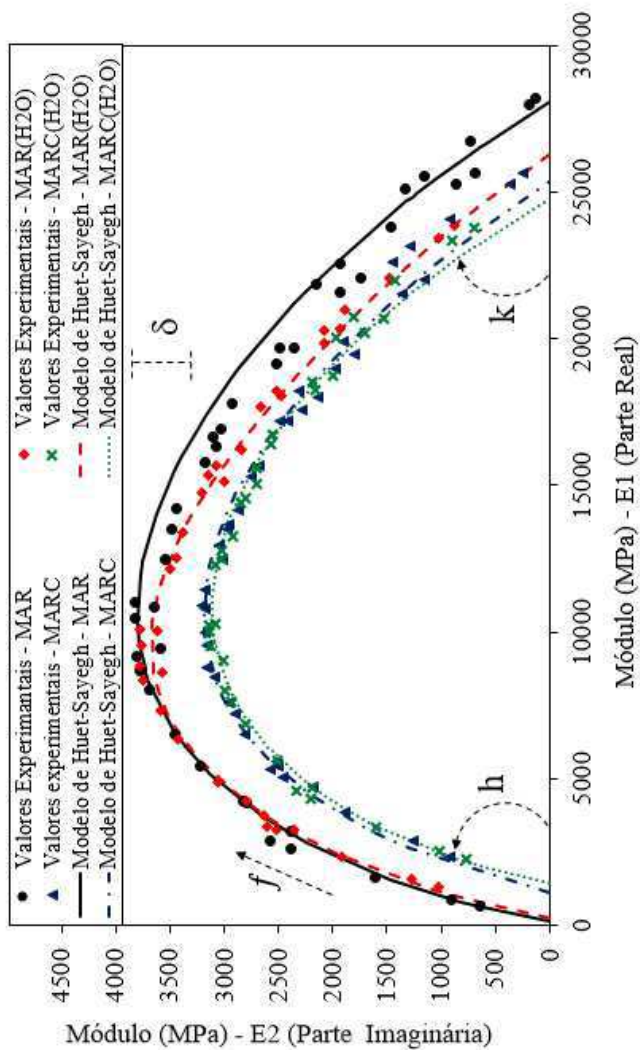 Valores Experimantais - MAR
Valores Experimentais - MAR(H2O)
Valores experimentais - MARC
Valores Experimentais - MARC(H2O)
Modelo de Huet-Sayegh - MAR
Modelo de Huet-Sayegh - MAR(H2O)
Modelo de Huet-Sayegh - MARC
Modelo de Huet-Sayegh - MARC(H2O)
Módulo (MPa) - E2 (Parte Imaginária)
4500
4000
3500
3000
2500
2000
1500
1000
500
0
f
δ
h
k
0
5000
10000
15000
20000
25000
30000
Módulo (MPa) - E1 (Parte Real)